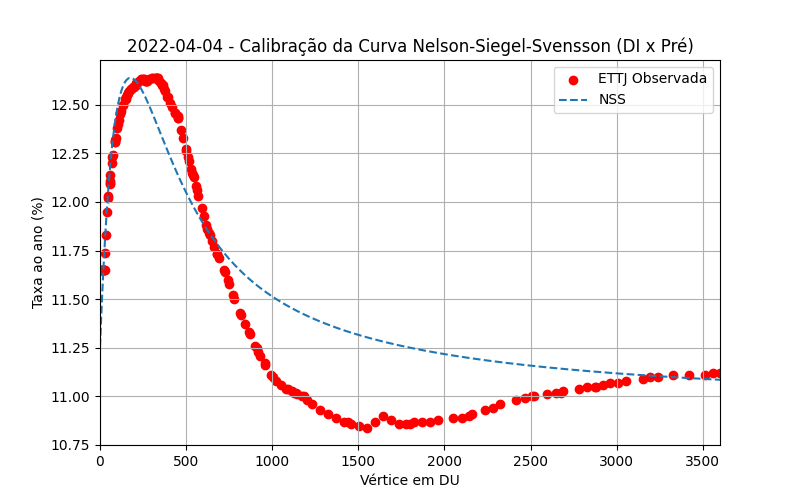 2022-04-04 - Calibração da Curva Nelson-Siegel-Svensson (DI x Pré)
ETTJ Observada
NSS
Taxa ao ano (%)
12.50
12.25
12.00
11.75
11.50
11.25
11.00
10.75
0 500 1000 1500 2000 2500 3000 3500
Vértice em DU